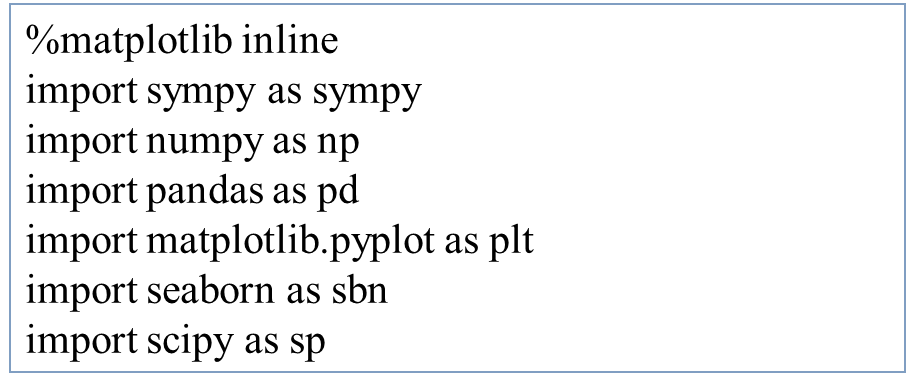 %matplotlib inline
import sympy as sympy
import numpy as np
import pandas as pd
import matplotlib.pyplot as plt
import seaborn as sbn
import scipy as sp